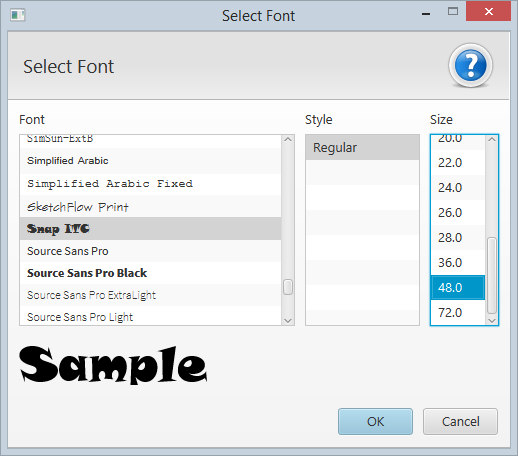 Select Font
Select Font
Font
Style
Size
SimSun-ExtB
Simplified Arabic
Simplified Arabic Fixed
SketchFlow Print
Snap ITC
Source Sans Pro
Source Sans Pro Black
Source Sans Pro ExtraLight
Source Sans Pro Light
Regular
20.0
22.0
24.0
26.0
28.0
36.0
48.0
72.0
Sample
OK
Cancel